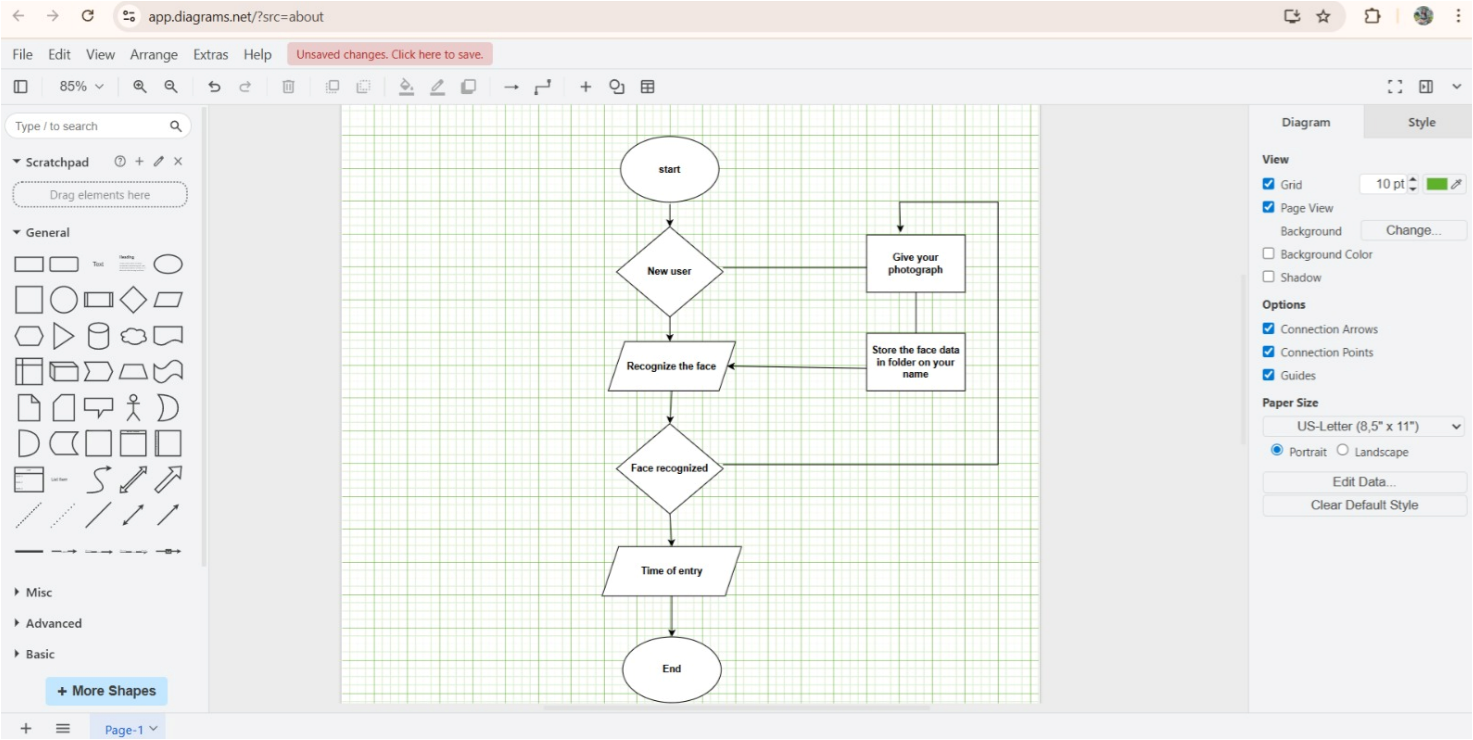 app.diagrams.net/?src=about
File Edit View Arrange Extras Help Unsaved changes. Click here to save.
85%
Type / to search
Scratchpad
Drag elements here
General
Text
Heading
List Item
Misc
Advanced
Basic
+ More Shapes
Page-1
start
New user
Give your
photograph
Recognize the face
Store the face data
in folder on your
name
Face recognized
Time of entry
End
Diagram Style
View
Grid 10 pt
Page View
Background Change...
Background Color
Shadow
Options
Connection Arrows
Connection Points
Guides
Paper Size
US-Letter (8,5" x 11")
Portrait Landscape
Edit Data...
Clear Default Style